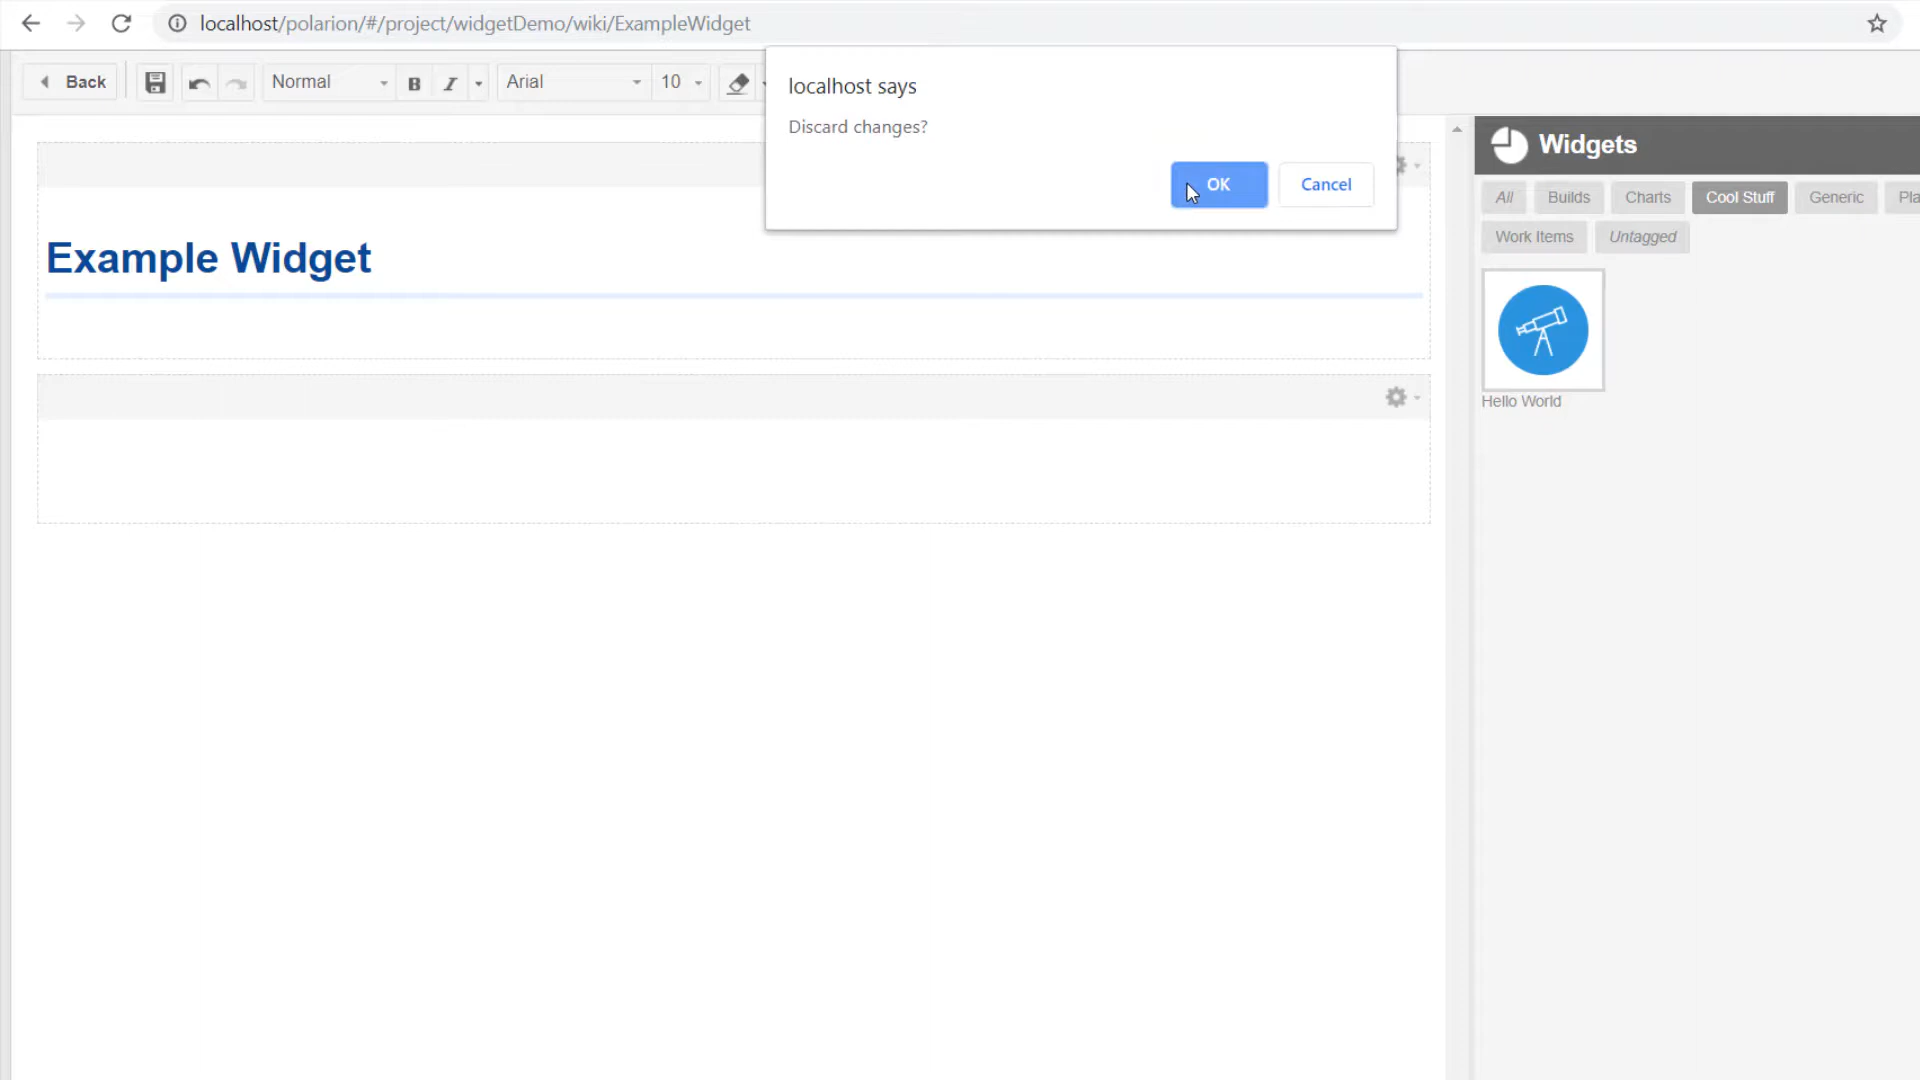 localhost/polarion/#/project/widgetDemo/wiki/ExampleWidget
Back Normal B I Arial 10
localhost says
Discard changes?
OK Cancel
Example Widget
Widgets
All Builds Charts Cool Stuff Generic Pla
Work Items Untagged
Hello World